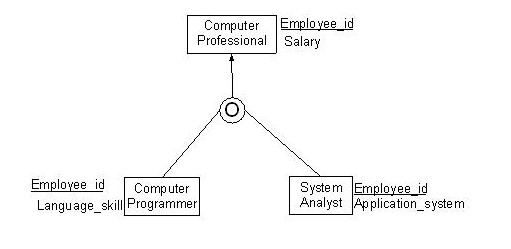 Computer
Professional
Employee_id
Salary
O
Employee_id
Language_skill
Computer
Programmer
System
Analyst
Employee_id
Application_system